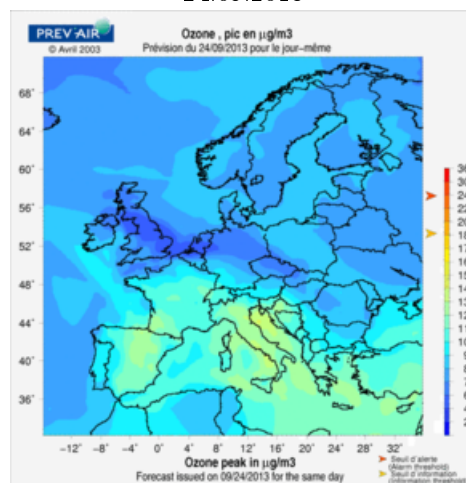 PREV'AIR
© Avril 2003
Ozone , pic en µg/m3
Prévision du 24/09/2013 pour le jour-même
68°
64°
60°
56°
52°
48°
44°
40°
36°
-12° -8° -4° 0° 4° 8° 12° 16° 20° 24° 28° 32°
Ozone peak in µg/m3
Forecast issued on 09/24/2013 for the same day
Seuil d'alerte
(Alarm threshold)
Seuil d'information
(information threshold)